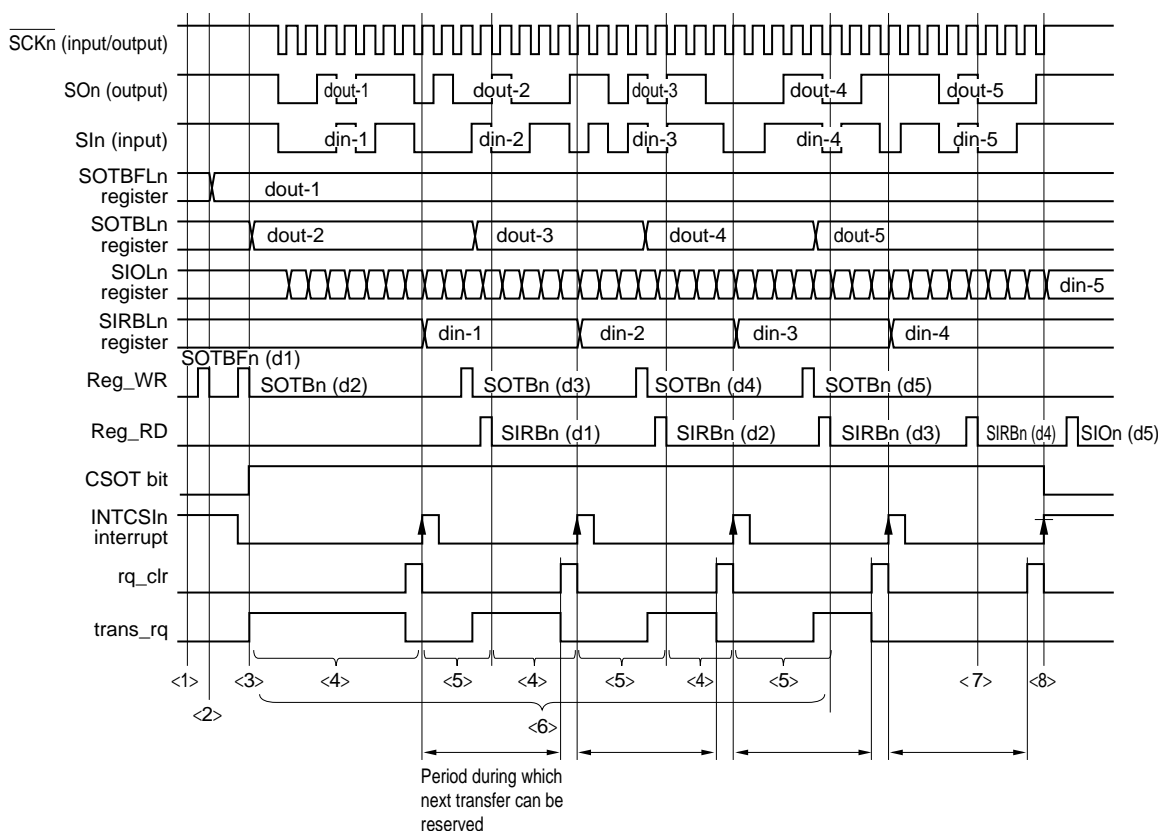 SCKn (input/output)
SOn (output)
dout-1 dout-2 dout-3 dout-4 dout-5
SIn (input)
din-1 din-2 din-3 din-4 din-5
SOTBFLn
register
dout-1
SOTBLn
register
dout-2 dout-3 dout-4 dout-5
SIOLn
register
din-5
SIRBLn
register
din-1 din-2 din-3 din-4
SOTBFn (d1)
Reg_WR
SOTBn (d2) SOTBn (d3) SOTBn (d4) SOTBn (d5)
Reg_RD
SIRBn (d1) SIRBn (d2) SIRBn (d3) SIRBn (d4) SIOn (d5)
CSOT bit
INTCSIn
interrupt
rq_clr
trans_rq
<1> <3> <4> <5> <4> <5> <4> <5> <7> <8>
<2>
<6>
Period during which
next transfer can be
reserved